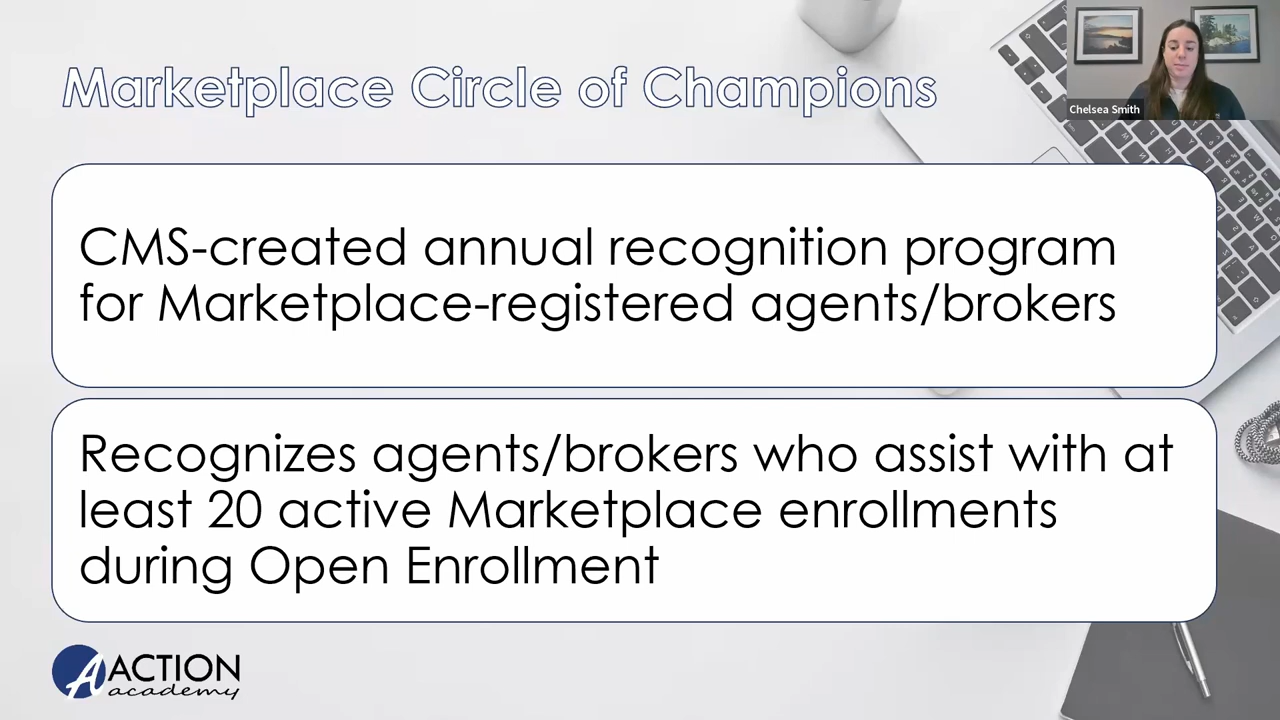 Marketplace Circle of Champions
Chelsea Smith
CMS-created annual recognition program
for Marketplace-registered agents/brokers
Recognizes agents/brokers who assist with at
least 20 active Marketplace enrollments
during Open Enrollment
A ACTION
academy